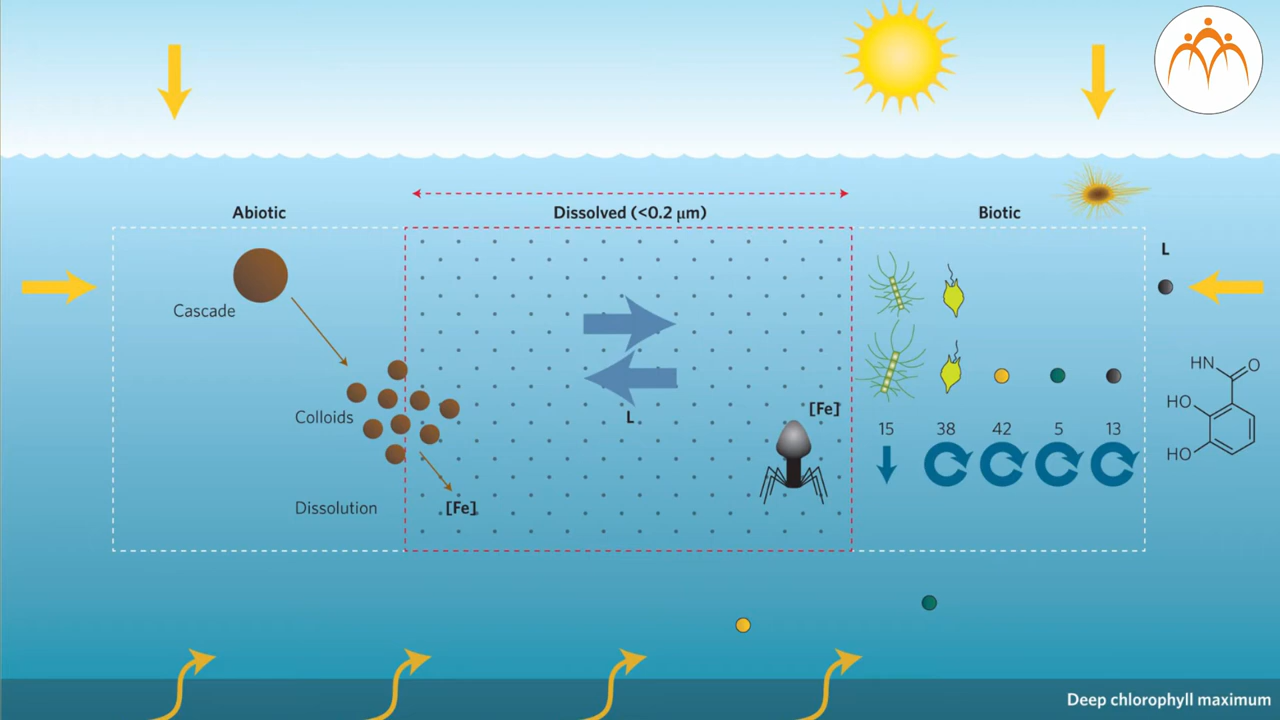 Abiotic
Dissolved (<0.2 μm)
Biotic
L
Cascade
HN
O
HO
Colloids
L
[Fe]
15 38 42 5 13
HO
Dissolution
[Fe]
Deep chlorophyll maximum